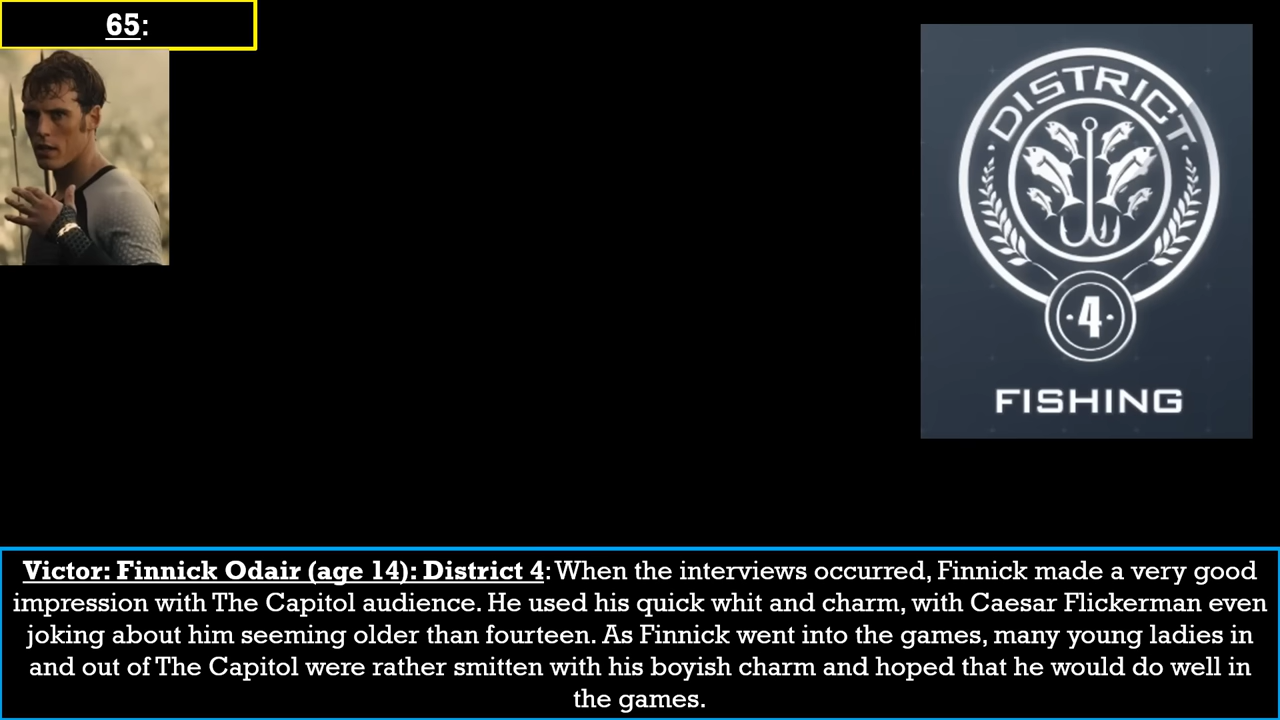 65:
DISTRICT
4
FISHING
Victor: Finnick Odair (age 14): District 4: When the interviews occurred, Finnick made a very good
impression with The Capitol audience. He used his quick whit and charm, with Caesar Flickerman even
joking about him seeming older than fourteen. As Finnick went into the games, many young ladies in
and out of The Capitol were rather smitten with his boyish charm and hoped that he would do well in
the games.